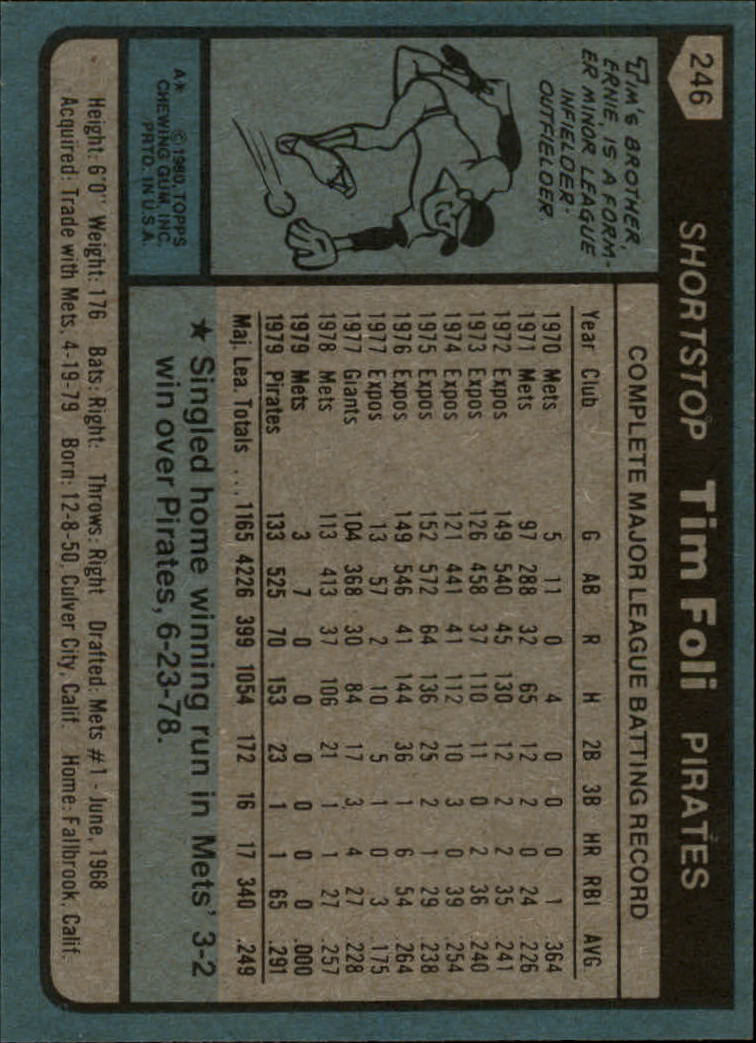 246
SHORTSTOP Tim Foli PIRATES
TIM'S BROTHER,
ERNIE, IS A FORM-
ER MINOR LEAGUE
INFIELDER-
OUTFIELDER.
A* © 1980, TOPPS
CHEWING GUM, INC.
PRTD. IN U.S.A.
COMPLETE MAJOR LEAGUE BATTING RECORD
Year Club G AB R H 2B 3B HR RBI AVG.
1970 Mets 5 11 0 4 0 0 0 1 .364
1971 Mets 97 288 32 65 12 2 0 24 .226
1972 Expos 149 540 45 130 12 2 2 35 .241
1973 Expos 126 458 37 110 11 0 2 36 .240
1974 Expos 121 441 41 112 10 3 0 39 .254
1975 Expos 152 572 64 136 25 2 1 29 .238
1976 Expos 149 546 41 144 36 1 6 54 .264
1977 Expos 13 57 2 10 5 1 0 3 .175
1977 Giants 104 368 30 84 17 3 4 27 .228
1978 Mets 113 413 37 106 21 1 1 27 .257
1979 Mets 3 7 0 0 0 0 0 0 .000
1979 Pirates 133 525 70 153 23 1 1 65 .291
Maj. Lea. Totals ... 1165 4226 399 1054 172 16 17 340 .249
★ Singled home winning run in Mets' 3-2
win over Pirates, 6-23-78.
Height: 6'0" Weight: 176 Bats: Right: Throws: Right Drafted: Mets #1 - June, 1968
Acquired: Trade with Mets, 4-19-79 Born: 12-8-50, Culver City, Calif. Home: Fallbrook, Calif.